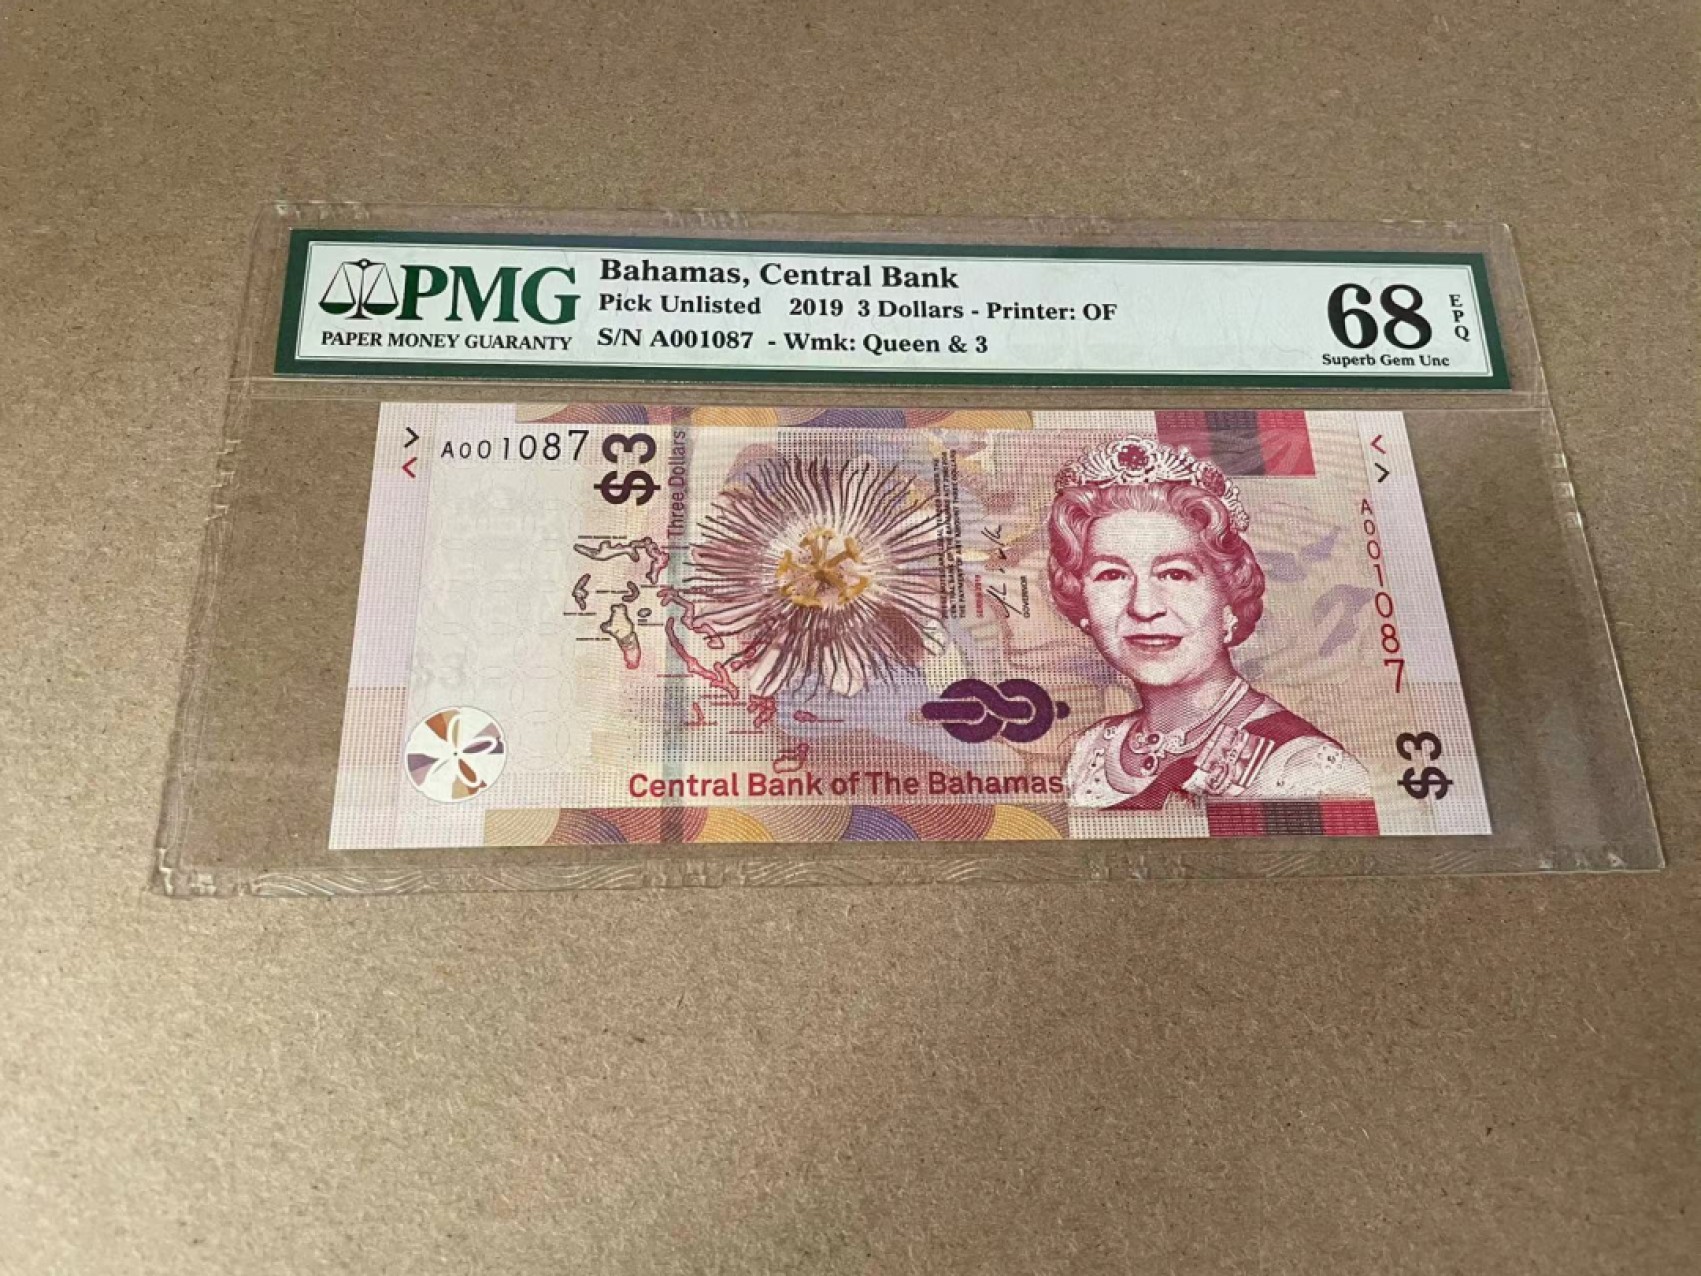 PMG
PAPER MONEY GUARANTY
Bahamas, Central Bank
Pick Unlisted 2019 3 Dollars - Printer: OF
S/N A001087 - Wmk: Queen & 3
68
EPQ
Superb Gem Unc
A001087
$3
Three Dollars
GOVERNOR
A001087
$3
Central Bank of The Bahamas